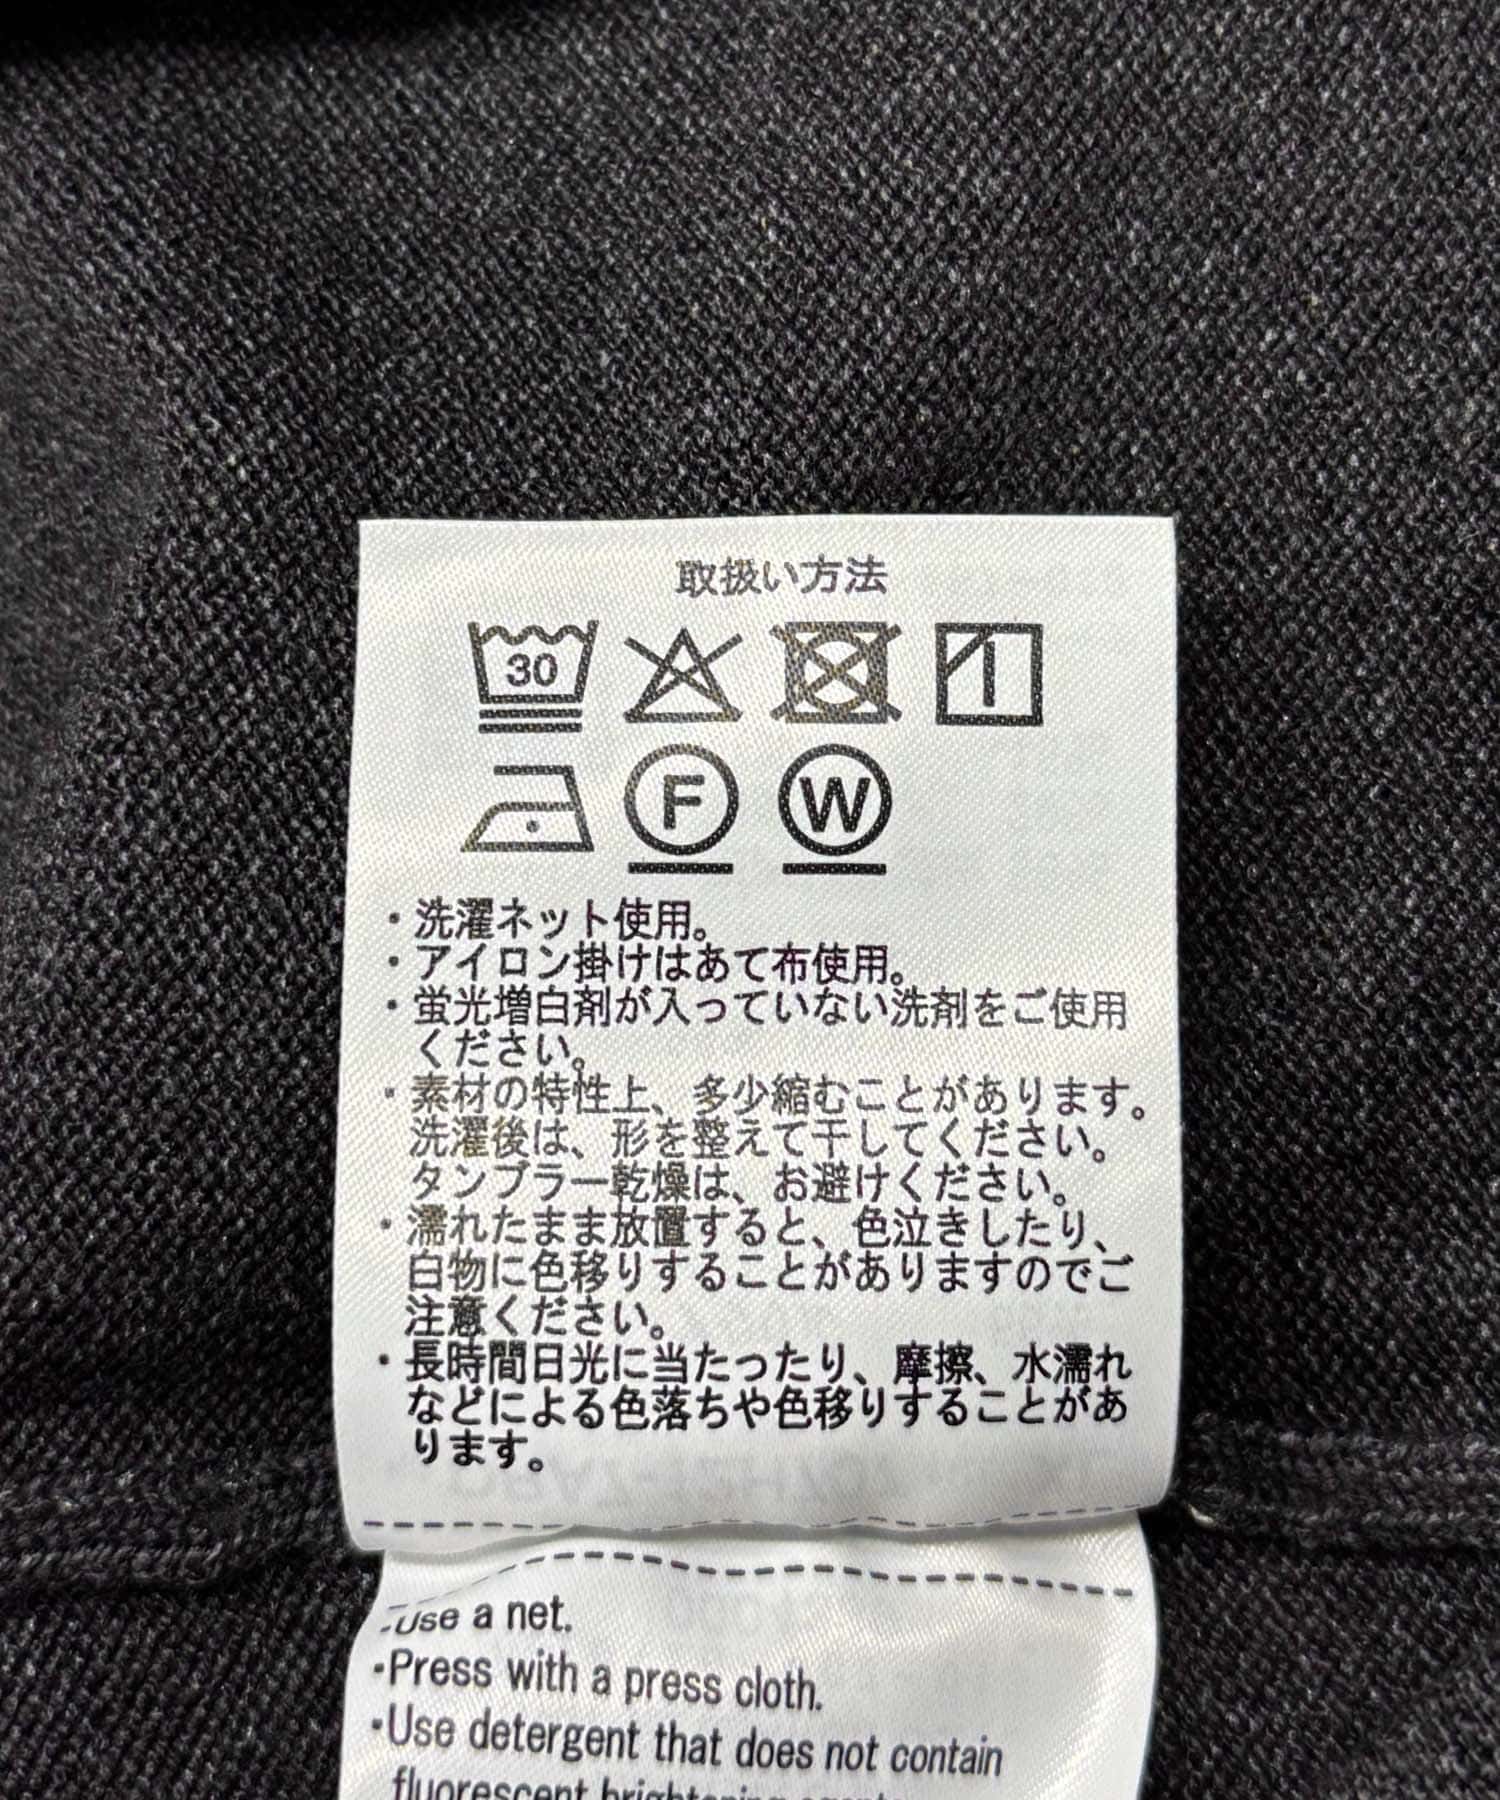 取扱い方法
30
F W
・洗濯ネット使用。
・アイロン掛けはあて布使用。
・蛍光増白剤が入っていない洗剤をご使用
ください。
・素材の特性上、多少縮むことがあります。
洗濯後は、形を整えて干してください。
タンブラー乾燥は、お避けください。
・濡れたまま放置すると、色泣きしたり、
白物に色移りすることがありますのでご
注意ください。
・長時間日光に当たったり、摩擦、水濡れ
などによる色落ちや色移りすることがあ
ります。
・Use a net.
・Press with a press cloth.
・Use detergent that does not contain
fluorescent brightening agents